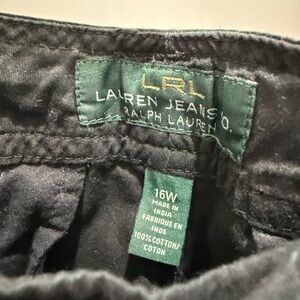 LRL
LAUREN JEANS CO.
RALPH LAUREN
16W
MADE IN
INDIA
FABRIQUE EN
INDE
100% COTTON/
COTON